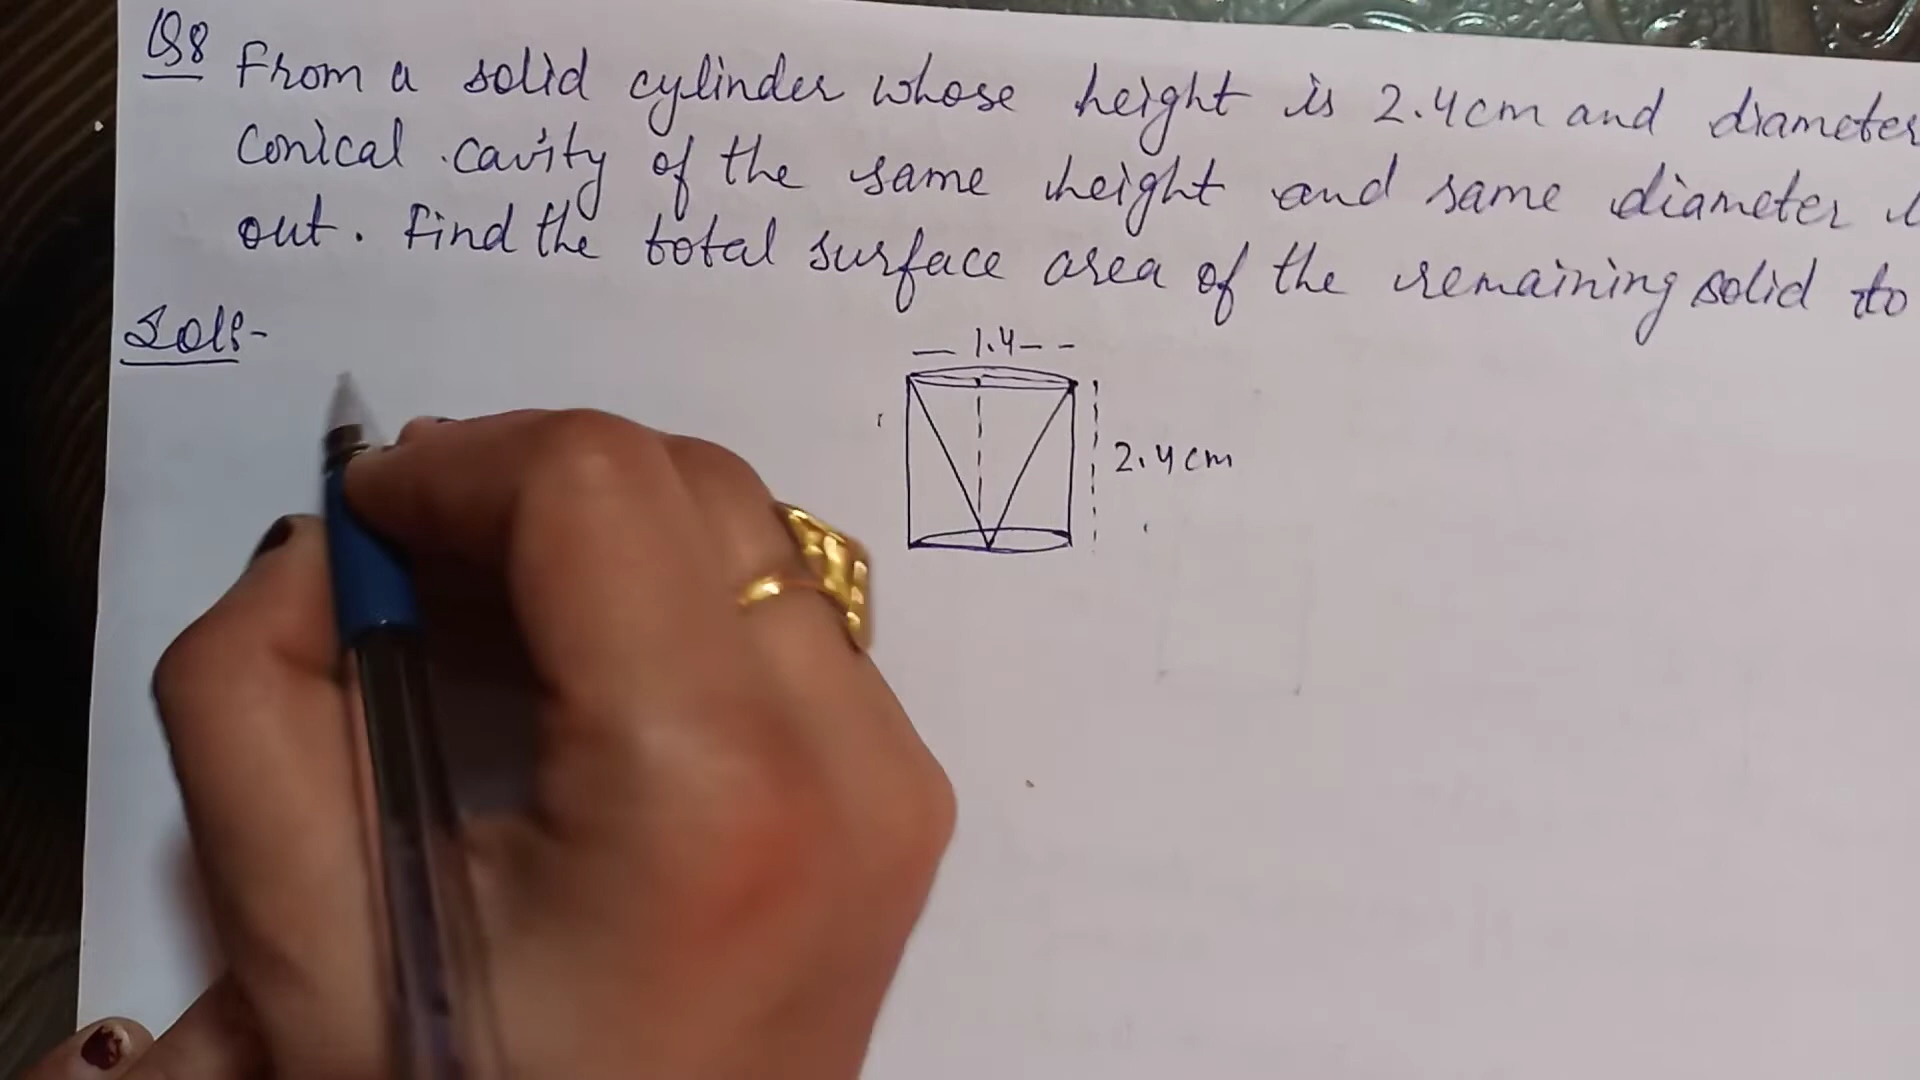 Q8 From a solid cylinder whose height is 2.4cm and diameter
Conical cavity of the same height and same diameter
out. Find the total surface area of the remaining solid to
Sol:-
1.4
2.4cm